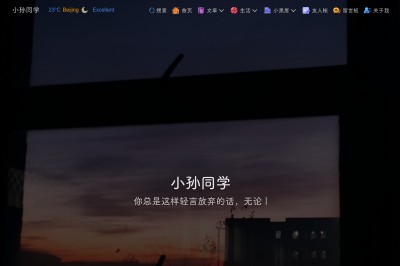 小孙同学 23°C Beijing Excellent 搜索 首页 文章 生活 小黑屋 友人帐 留言板 关于我
小孙同学
你总是这样轻言放弃的话，无论